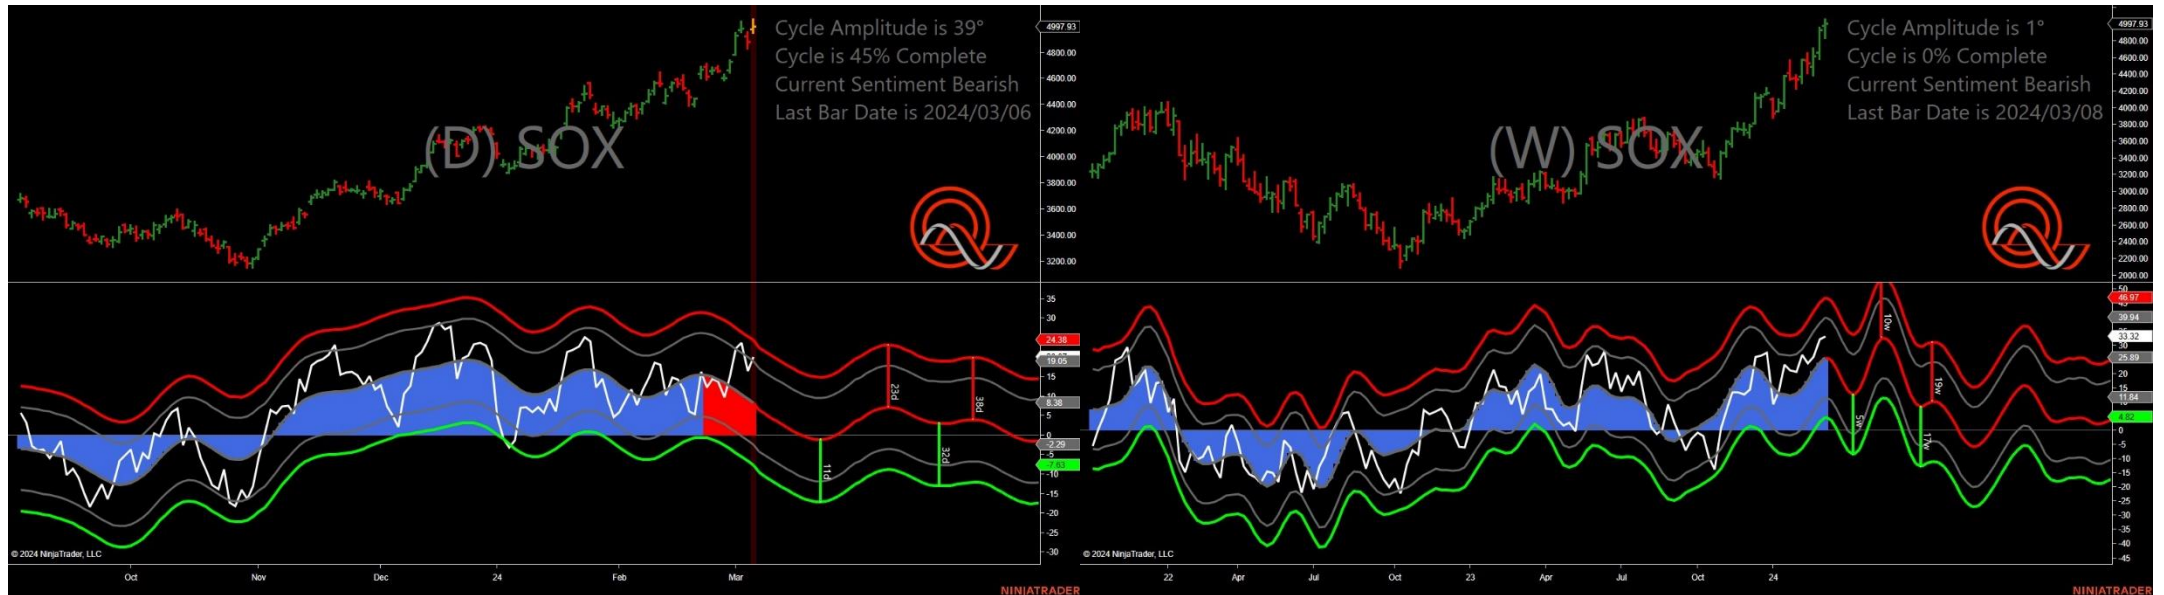 Cycle Amplitude is 39°
Cycle is 45% Complete
Current Sentiment Bearish
Last Bar Date is 2024/03/06
(D) SOX
4997.93
4800.00
4600.00
4400.00
4200.00
4000.00
3800.00
3600.00
3400.00
3200.00
35
30
24.38
19.05
15
10
8.38
5
0
-2.29
-5
-7.63
-10
-15
-20
-25
-30
11d
23d
32d
38d
© 2024 NinjaTrader, LLC
Oct
Nov
Dec
24
Feb
Mar
NINJATRADER
Cycle Amplitude is 1°
Cycle is 0% Complete
Current Sentiment Bearish
Last Bar Date is 2024/03/08
(W) SOX
4997.93
4800.00
4600.00
4400.00
4200.00
4000.00
3800.00
3600.00
3400.00
3200.00
3000.00
2800.00
2600.00
2400.00
2200.00
2000.00
50
46.97
39.94
33.32
30
25.89
20
15
11.84
4.82
0
-5
-10
-15
-20
-25
-30
-35
-40
-45
5w
10w
17w
19w
© 2024 NinjaTrader, LLC
22
Apr
Jul
Oct
23
Apr
Jul
Oct
24
NINJATRADER